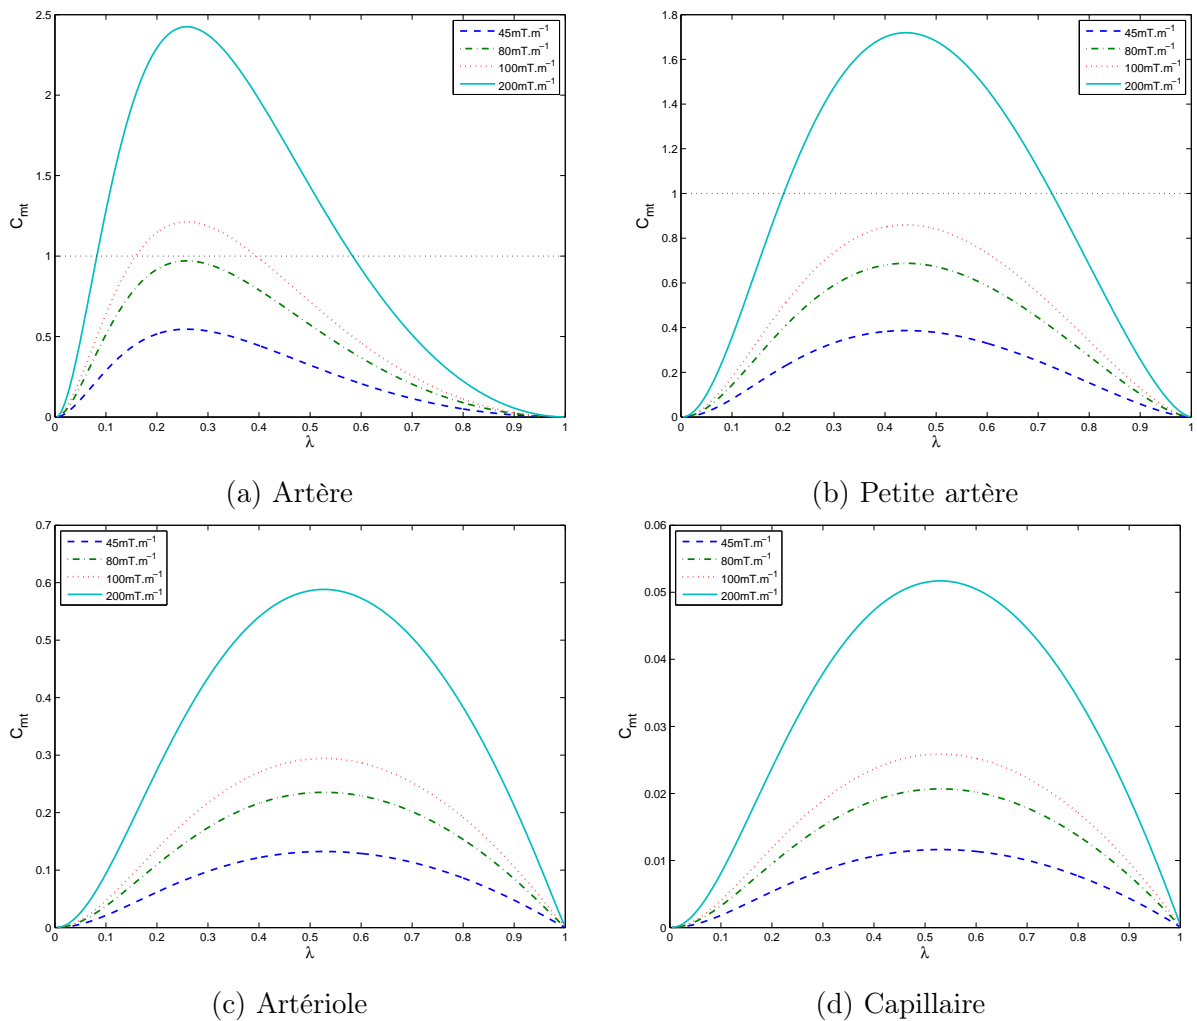 2.5
2
1.5
1
0.5
0
C_mt
45mT.m⁻¹
80mT.m⁻¹
100mT.m⁻¹
200mT.m⁻¹
0 0.1 0.2 0.3 0.4 0.5 0.6 0.7 0.8 0.9 1
λ
(a) Artère
1.8
1.6
1.4
1.2
1
0.8
0.6
0.4
0.2
0
C_mt
45mT.m⁻¹
80mT.m⁻¹
100mT.m⁻¹
200mT.m⁻¹
0 0.1 0.2 0.3 0.4 0.5 0.6 0.7 0.8 0.9 1
λ
(b) Petite artère
0.7
0.6
0.5
0.4
0.3
0.2
0.1
0
C_mt
45mT.m⁻¹
80mT.m⁻¹
100mT.m⁻¹
200mT.m⁻¹
0 0.1 0.2 0.3 0.4 0.5 0.6 0.7 0.8 0.9 1
λ
(c) Artériole
0.06
0.05
0.04
0.03
0.02
0.01
0
C_mt
45mT.m⁻¹
80mT.m⁻¹
100mT.m⁻¹
200mT.m⁻¹
0 0.1 0.2 0.3 0.4 0.5 0.6 0.7 0.8 0.9 1
λ
(d) Capillaire